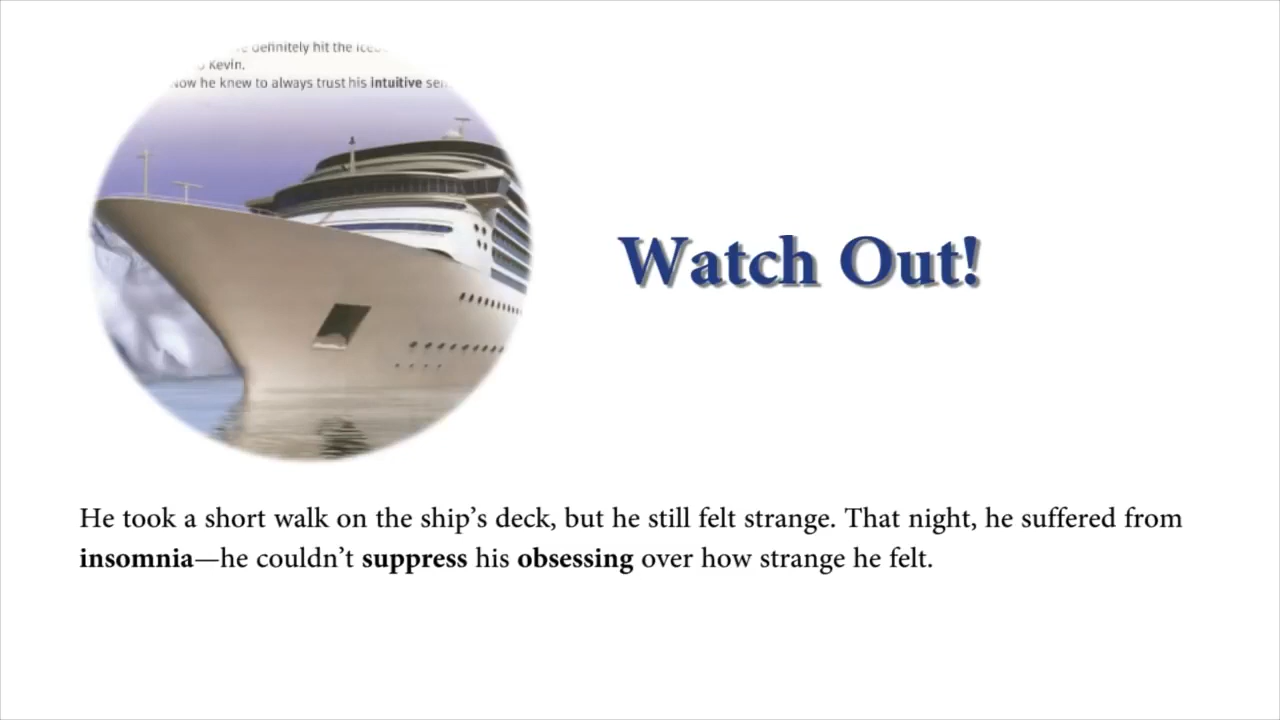 definitely hit the
Kevin.
he knew to always trust his intuitive
Watch Out!
He took a short walk on the ship’s deck, but he still felt strange. That night, he suffered from
insomnia—he couldn’t suppress his obsessing over how strange he felt.